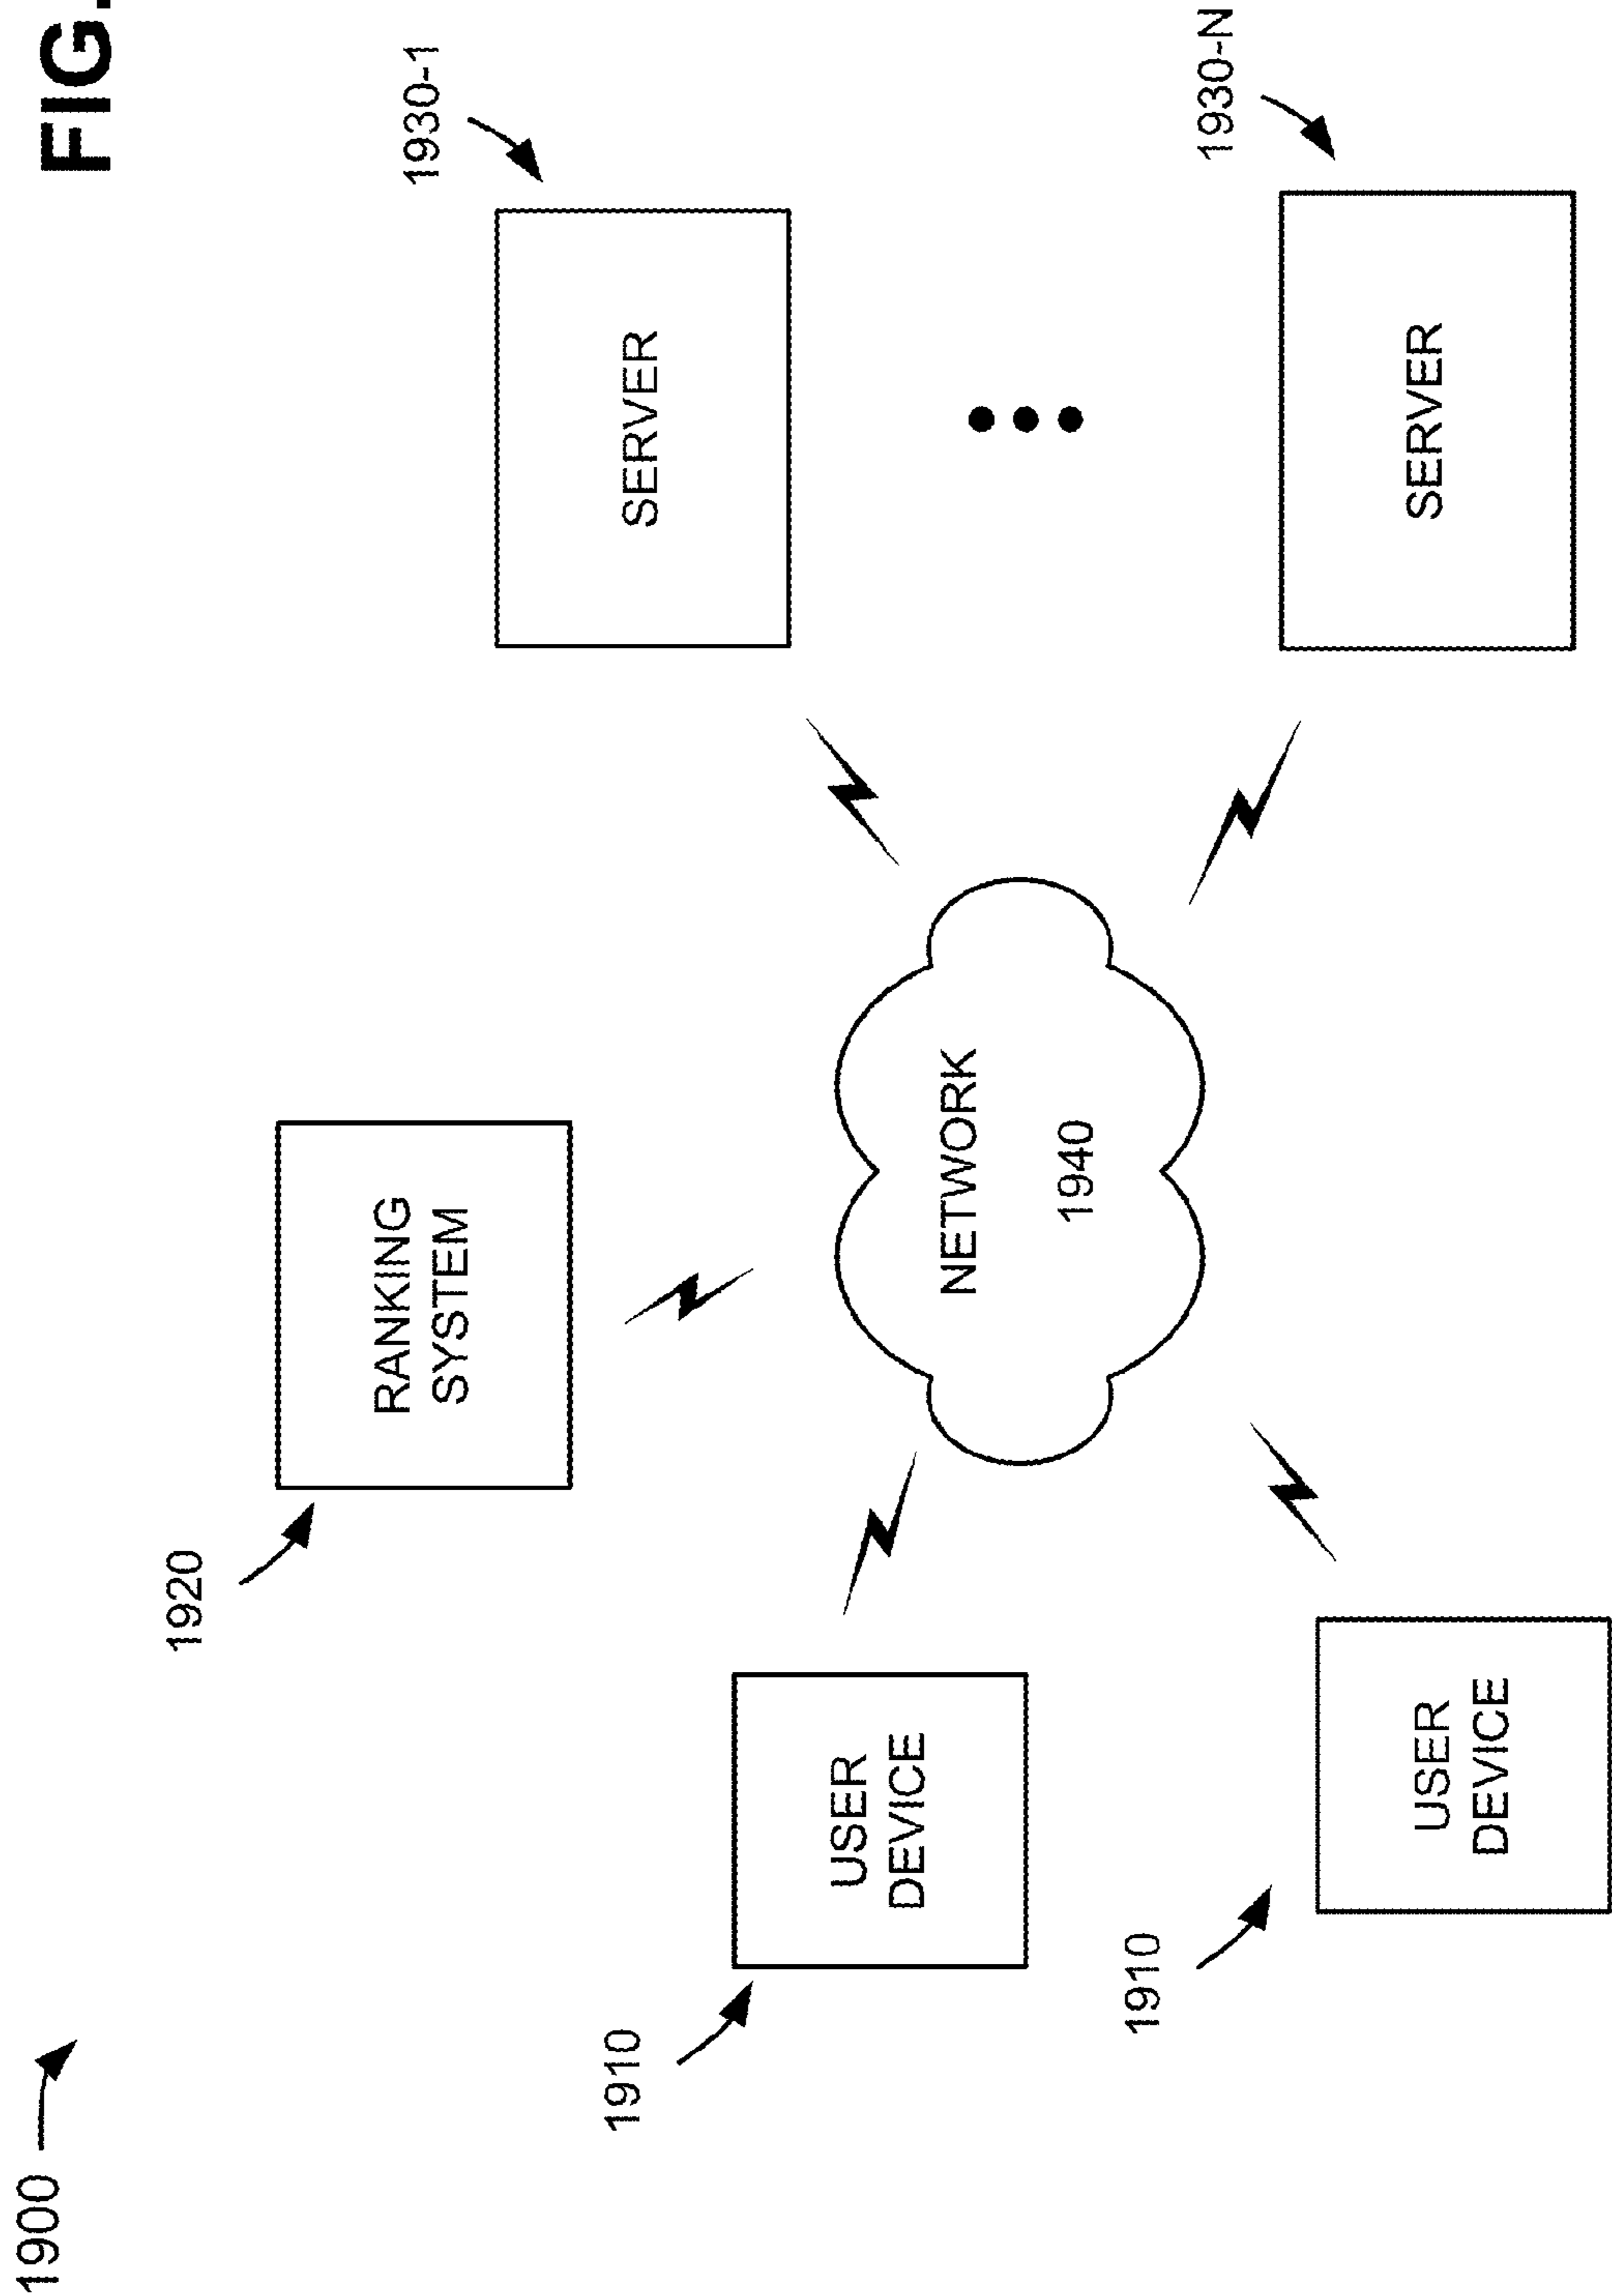 FIG.
1900
1920
RANKING
SYSTEM
1930-1
SERVER
1910
USER
DEVICE
NETWORK
1940
1910
USER
DEVICE
1930-N
SERVER